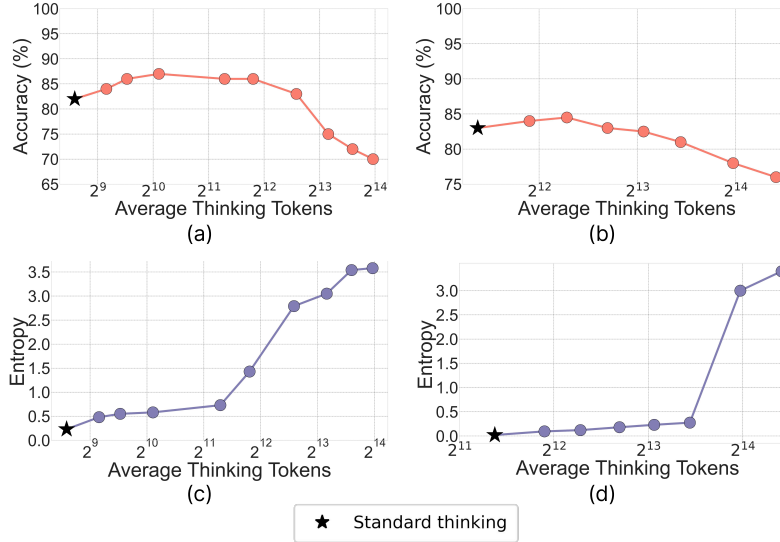 100
95
90
85
80
75
70
65
Accuracy (%)
2^9 2^10 2^11 2^12 2^13 2^14
Average Thinking Tokens
(a)
100
95
90
85
80
75
Accuracy (%)
2^12 2^13 2^14
Average Thinking Tokens
(b)
3.5
3.0
2.5
2.0
1.5
1.0
0.5
0.0
Entropy
2^9 2^10 2^11 2^12 2^13 2^14
Average Thinking Tokens
(c)
3.0
2.5
2.0
1.5
1.0
0.5
0.0
Entropy
2^11 2^12 2^13 2^14
Average Thinking Tokens
(d)
Standard thinking